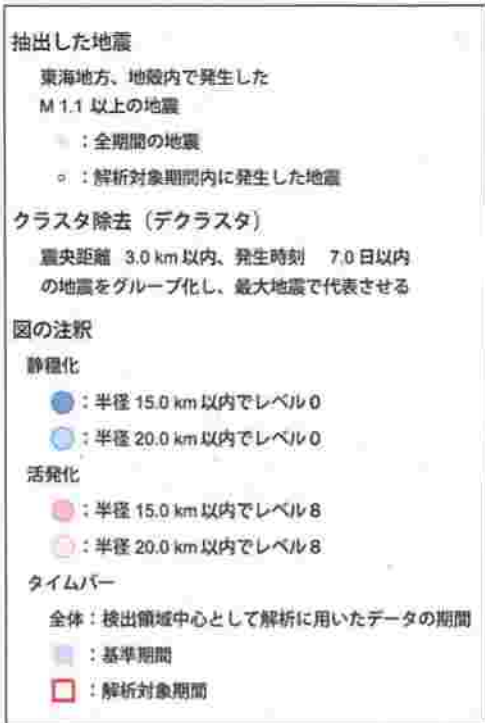 抽出した地震
東海地方、地殻内で発生した
M 1.1 以上の地震
：全期間の地震
：解析対象期間内に発生した地震
クラスタ除去（デクラスタ）
震央距離 3.0 km 以内、発生時刻 7.0 日以内
の地震をグループ化し、最大地震で代表させる
図の注釈
静穏化
：半径 15.0 km 以内でレベル 0
：半径 20.0 km 以内でレベル 0
活発化
：半径 15.0 km 以内でレベル 8
：半径 20.0 km 以内でレベル 8
タイムバー
全体：検出領域中心として解析に用いたデータの期間
：基準期間
：解析対象期間